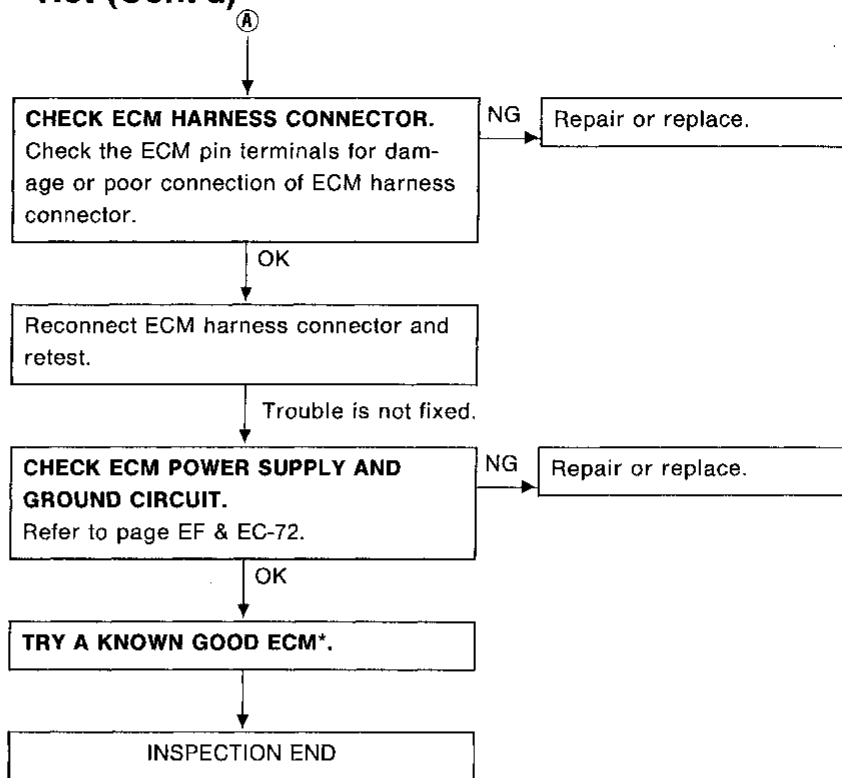 (Cont'd)
Ⓐ
CHECK ECM HARNESS CONNECTOR.
Check the ECM pin terminals for dam-
age or poor connection of ECM harness
connector.
NG
Repair or replace.
OK
Reconnect ECM harness connector and
retest.
Trouble is not fixed.
CHECK ECM POWER SUPPLY AND
GROUND CIRCUIT.
Refer to page EF & EC-72.
NG
Repair or replace.
OK
TRY A KNOWN GOOD ECM*.
INSPECTION END